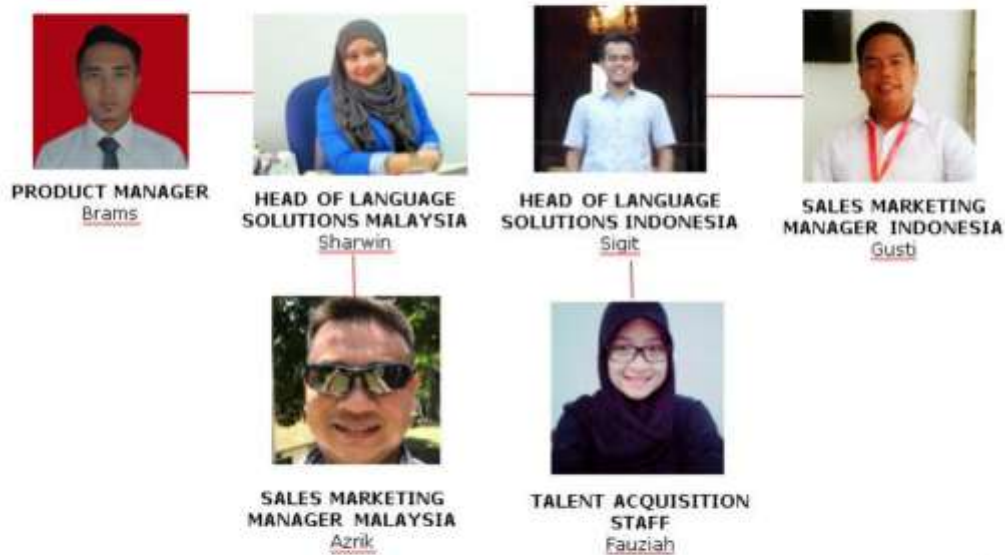 PRODUCT MANAGER
Brams
HEAD OF LANGUAGE
SOLUTIONS MALAYSIA
Sharwin
HEAD OF LANGUAGE
SOLUTIONS INDONESIA
Sigit
SALES MARKETING
MANAGER INDONESIA
Gusti
SALES MARKETING
MANAGER MALAYSIA
Azrik
TALENT ACQUISITION
STAFF
Fauziah